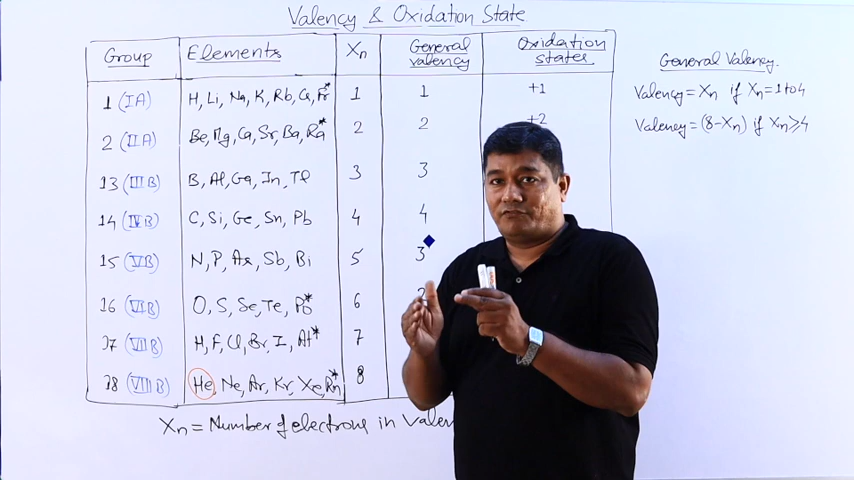 Valency & Oxidation State
Group Elements Xn General valency Oxidation states
1 (IA) H, Li, Na, K, Rb, Cs, Fr* 1 1 +1
2 (IIA) Be, Mg, Ca, Sr, Ba, Ra* 2 2 +2
13 (IIIB) B, Al, Ga, In, Tl 3 3
14 (IVB) C, Si, Ge, Sn, Pb 4 4
15 (VB) N, P, As, Sb, Bi 5 3
16 (VIB) O, S, Se, Te, Po* 6 2
17 (VIIB) H, F, Cl, Br, I, At* 7
18 (VIIIB) He, Ne, Ar, Kr, Xe, Rn* 8
Xn = Number of electrons in Valen
General Valency.
Valency = Xn if Xn = 1 to 4
Valency = (8-Xn) if Xn ≥ 4